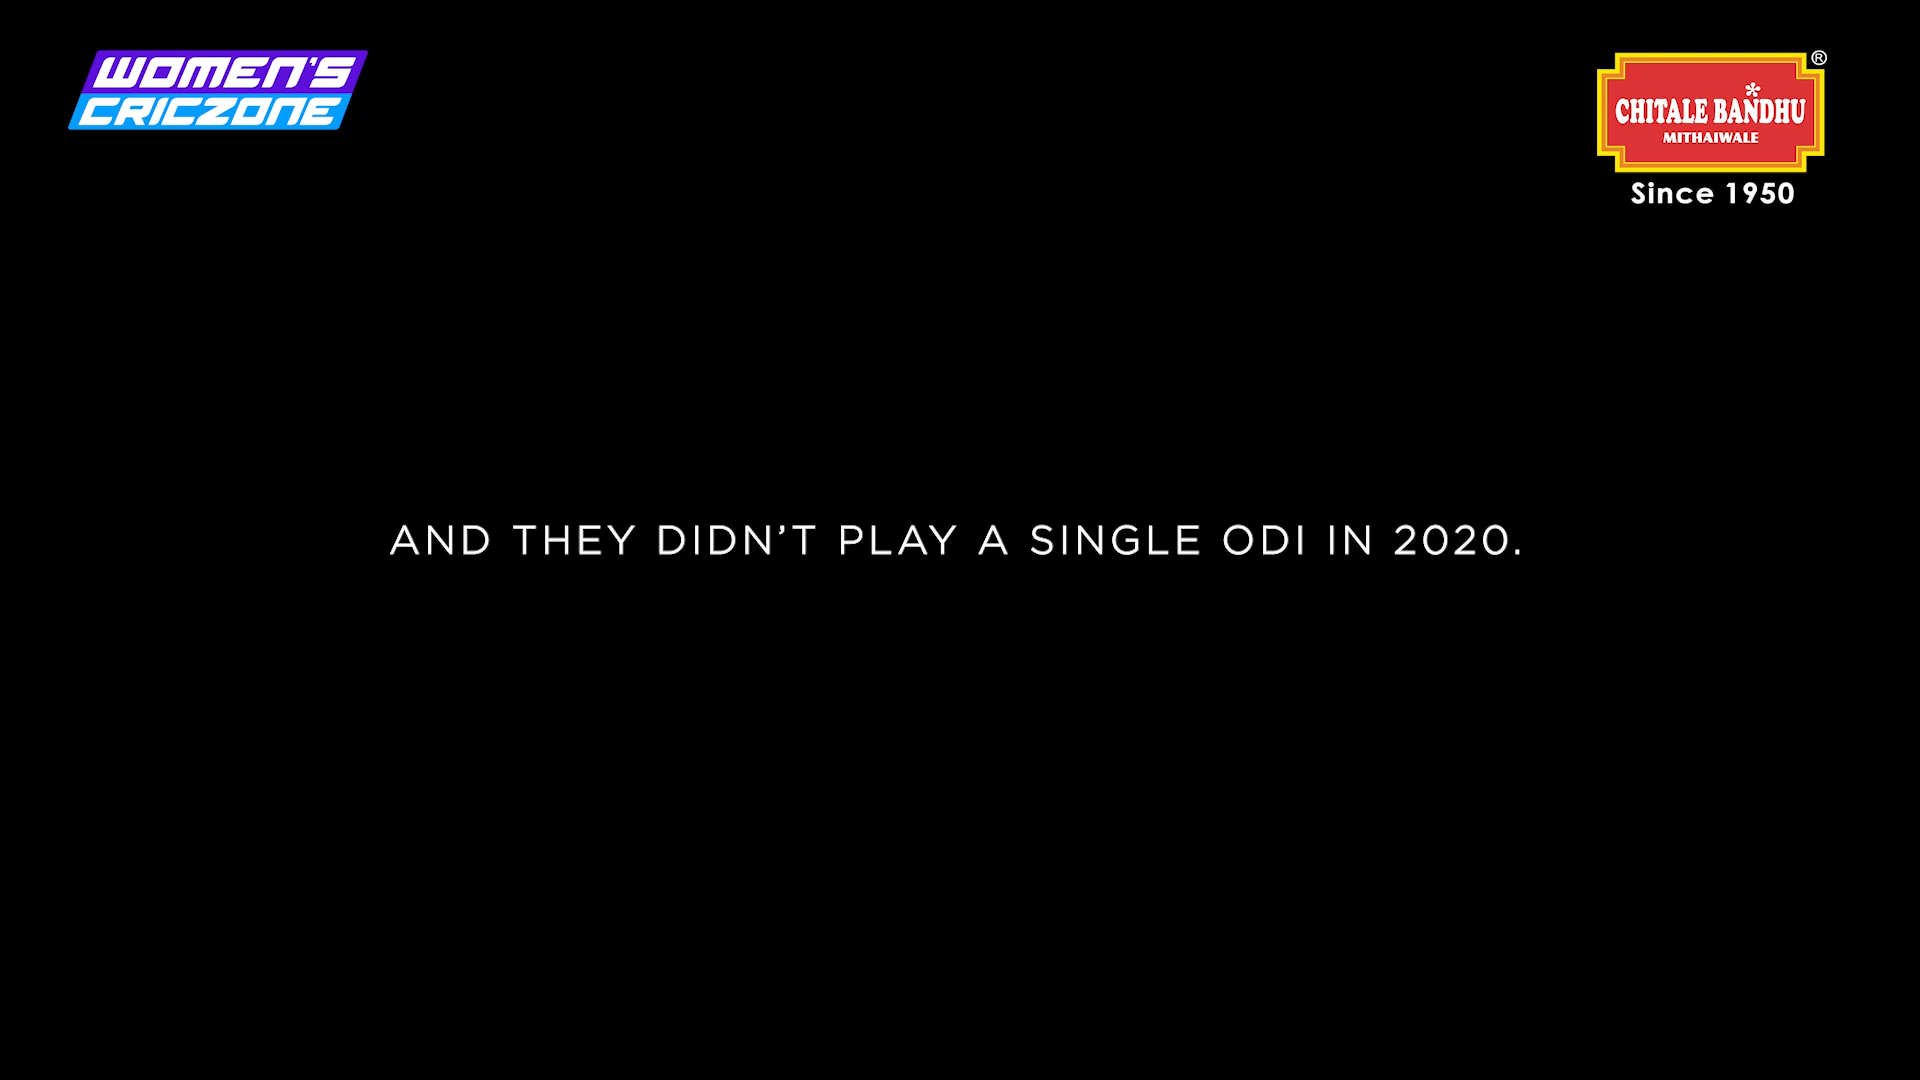 WOMEN'S
CRICZONE
®
CHITALE BANDHU
MITHAIWALE
Since 1950
AND THEY DIDN’T PLAY A SINGLE ODI IN 2020.